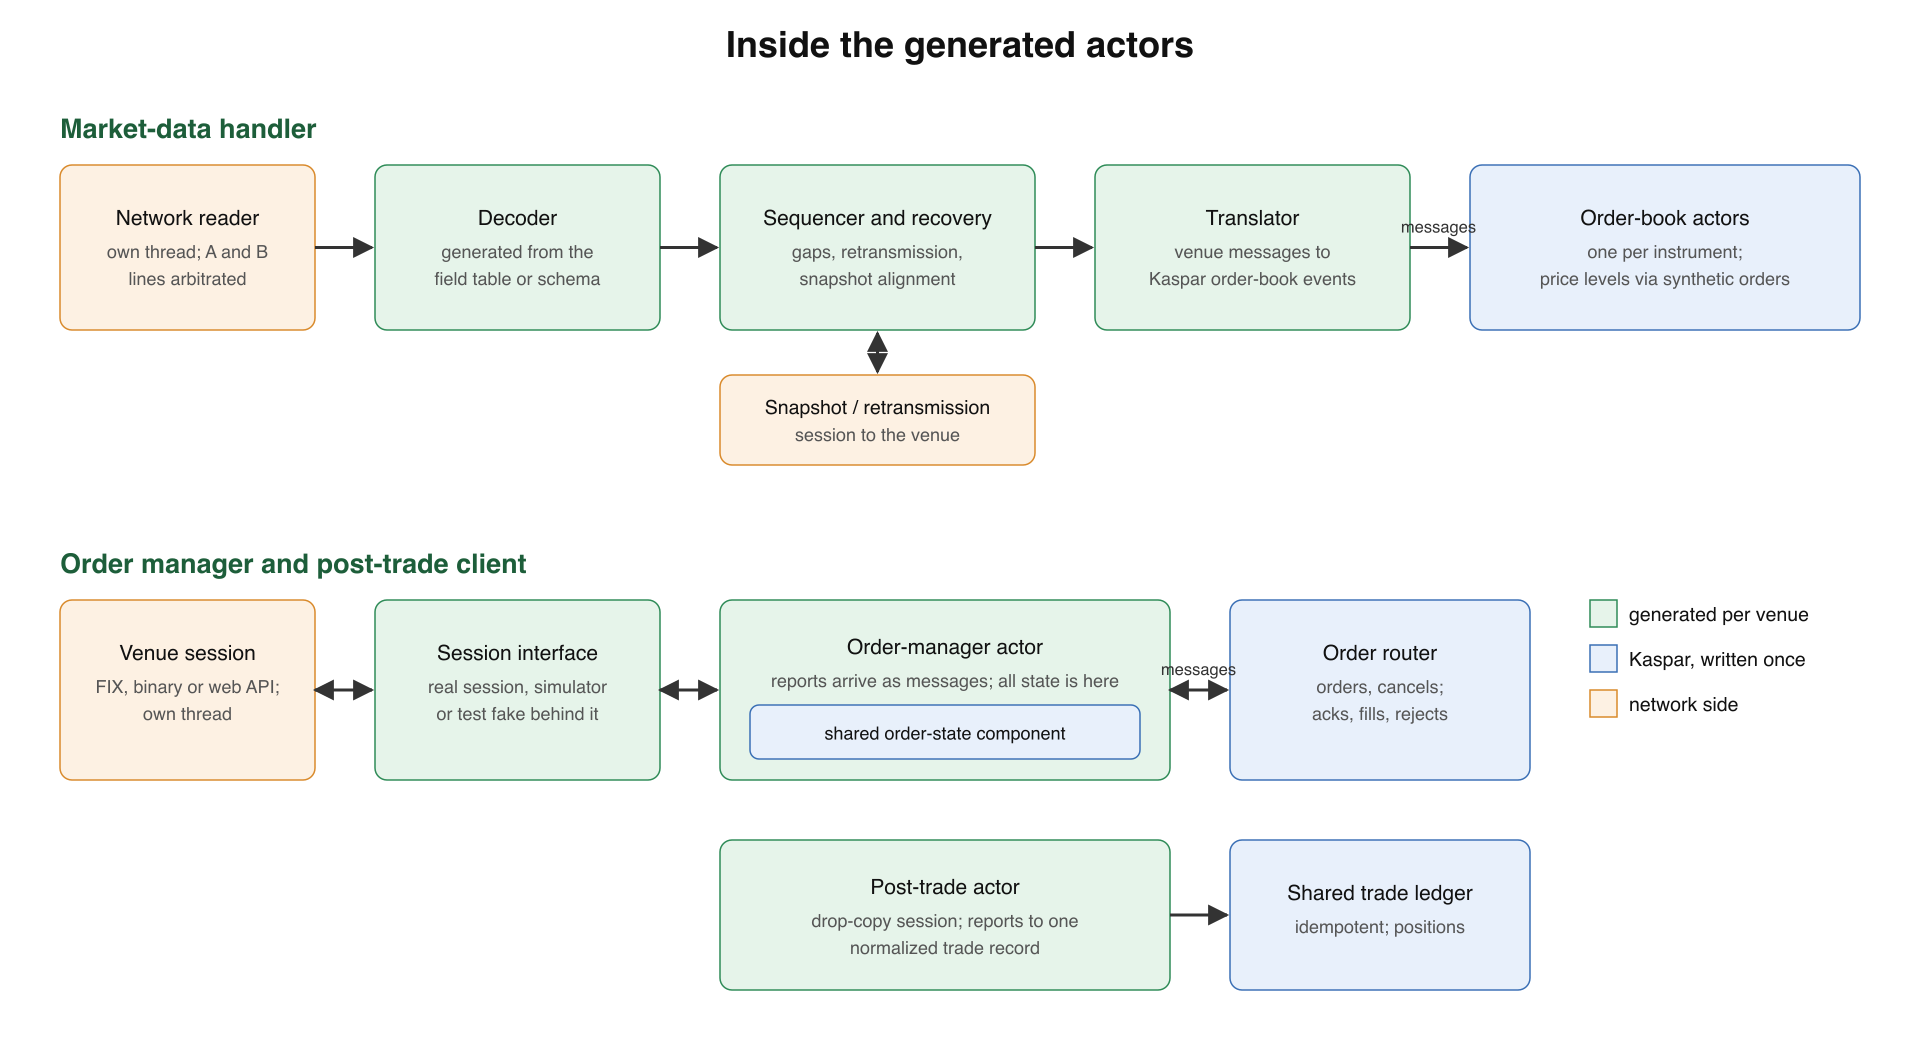 Inside the generated actors
Market-data handler
Network reader
own thread; A and B
lines arbitrated
Decoder
generated from the
field table or schema
Sequencer and recovery
gaps, retransmission,
snapshot alignment
Translator
venue messages to
Kaspar order-book events
messages
Order-book actors
one per instrument;
price levels via synthetic orders
Snapshot / retransmission
session to the venue
Order manager and post-trade client
Venue session
FIX, binary or web API;
own thread
Session interface
real session, simulator
or test fake behind it
Order-manager actor
reports arrive as messages; all state is here
shared order-state component
messages
Order router
orders, cancels;
acks, fills, rejects
generated per venue
Kaspar, written once
network side
Post-trade actor
drop-copy session; reports to one
normalized trade record
Shared trade ledger
idempotent; positions